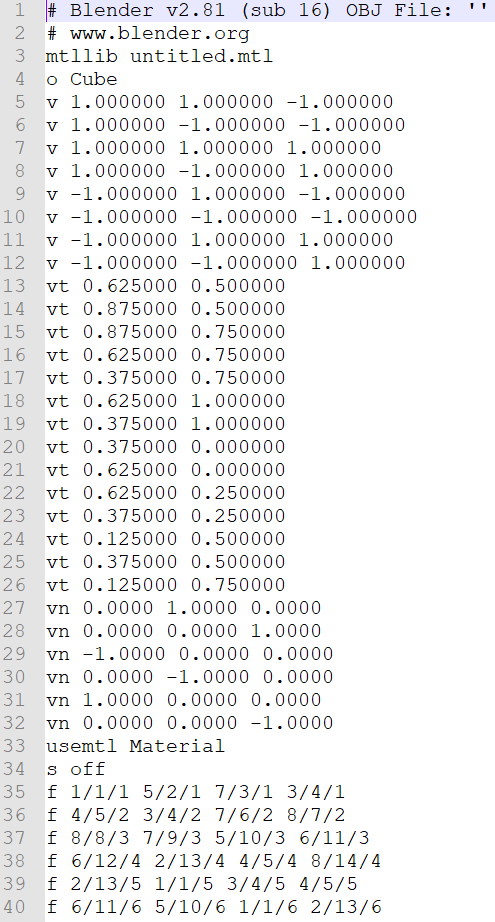 1 # Blender v2.81 (sub 16) OBJ File: ''
2 # www.blender.org
3 mtllib untitled.mtl
4 o Cube
5 v 1.000000 1.000000 -1.000000
6 v 1.000000 -1.000000 -1.000000
7 v 1.000000 1.000000 1.000000
8 v 1.000000 -1.000000 1.000000
9 v -1.000000 1.000000 -1.000000
10 v -1.000000 -1.000000 -1.000000
11 v -1.000000 1.000000 1.000000
12 v -1.000000 -1.000000 1.000000
13 vt 0.625000 0.500000
14 vt 0.875000 0.500000
15 vt 0.875000 0.750000
16 vt 0.625000 0.750000
17 vt 0.375000 0.750000
18 vt 0.625000 1.000000
19 vt 0.375000 1.000000
20 vt 0.375000 0.000000
21 vt 0.625000 0.000000
22 vt 0.625000 0.250000
23 vt 0.375000 0.250000
24 vt 0.125000 0.500000
25 vt 0.375000 0.500000
26 vt 0.125000 0.750000
27 vn 0.0000 1.0000 0.0000
28 vn 0.0000 0.0000 1.0000
29 vn -1.0000 0.0000 0.0000
30 vn 0.0000 -1.0000 0.0000
31 vn 1.0000 0.0000 0.0000
32 vn 0.0000 0.0000 -1.0000
33 usemtl Material
34 s off
35 f 1/1/1 5/2/1 7/3/1 3/4/1
36 f 4/5/2 3/4/2 7/6/2 8/7/2
37 f 8/8/3 7/9/3 5/10/3 6/11/3
38 f 6/12/4 2/13/4 4/5/4 8/14/4
39 f 2/13/5 1/1/5 3/4/5 4/5/5
40 f 6/11/6 5/10/6 1/1/6 2/13/6